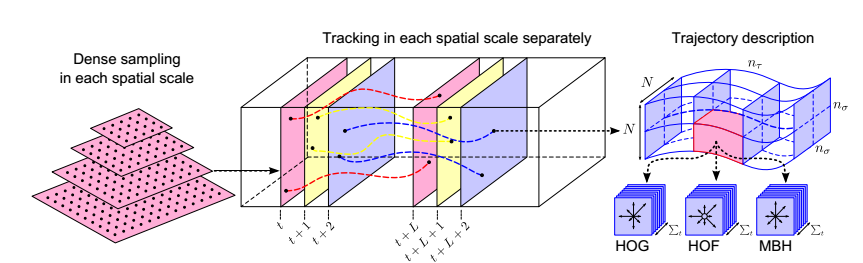 Dense sampling
in each spatial scale
Tracking in each spatial scale separately
t
t+1
t+2
t+L
t+L+1
t+L+2
Trajectory description
N
N
n_τ
n_σ
n_σ
Σ_t
Σ_t
Σ_t
HOG
HOF
MBH